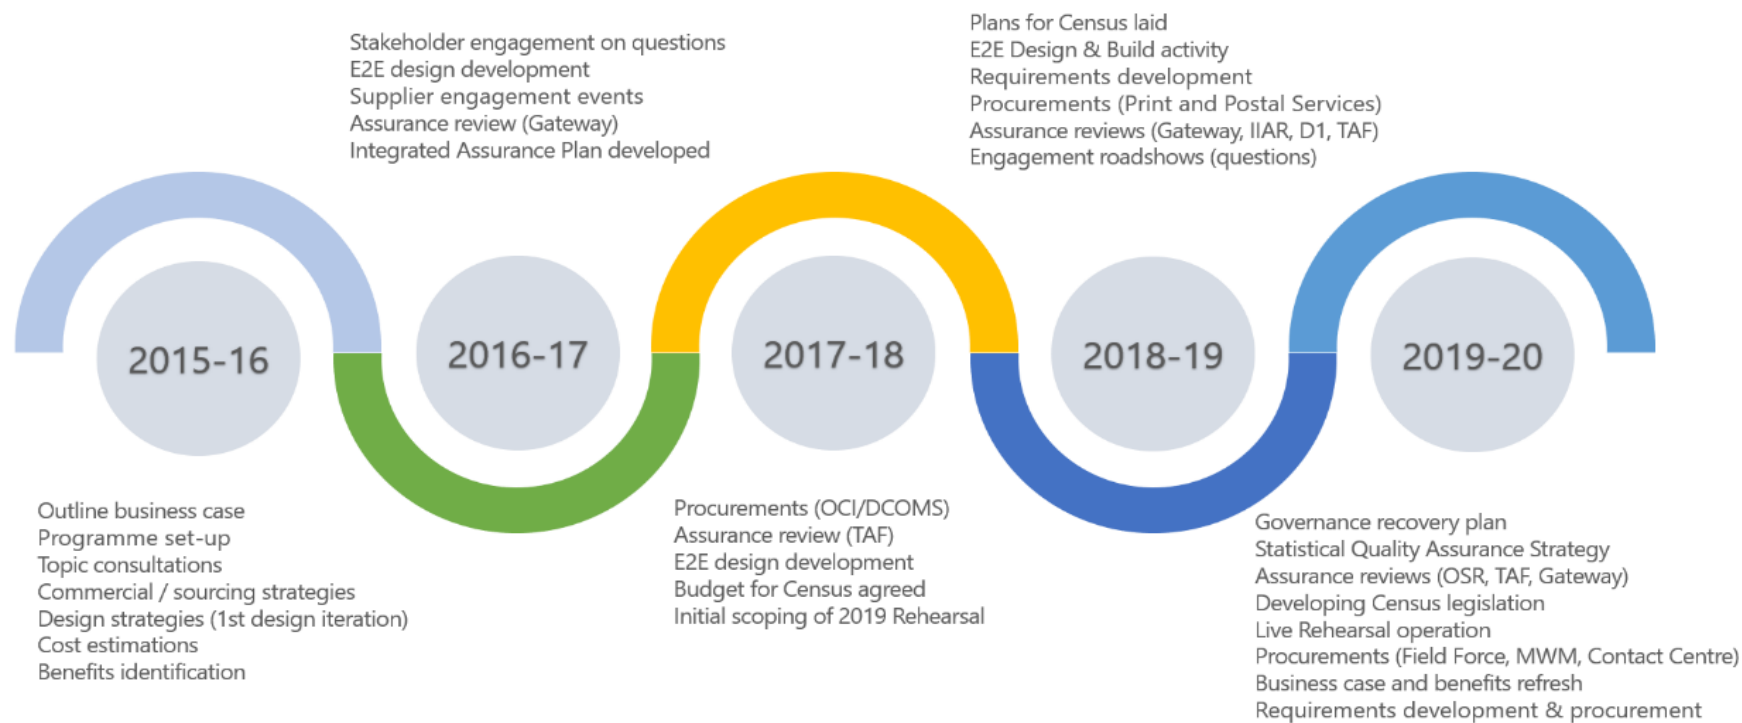 Stakeholder engagement on questions
E2E design development
Supplier engagement events
Assurance review (Gateway)
Integrated Assurance Plan developed
Plans for Census laid
E2E Design & Build activity
Requirements development
Procurements (Print and Postal Services)
Assurance reviews (Gateway, IIAR, D1, TAF)
Engagement roadshows (questions)
2015-16
2016-17
2017-18
2018-19
2019-20
Outline business case
Programme set-up
Topic consultations
Commercial / sourcing strategies
Design strategies (1st design iteration)
Cost estimations
Benefits identification
Procurements (OCI/DCOMS)
Assurance review (TAF)
E2E design development
Budget for Census agreed
Initial scoping of 2019 Rehearsal
Governance recovery plan
Statistical Quality Assurance Strategy
Assurance reviews (OSR, TAF, Gateway)
Developing Census legislation
Live Rehearsal operation
Procurements (Field Force, MWM, Contact Centre)
Business case and benefits refresh
Requirements development & procurement